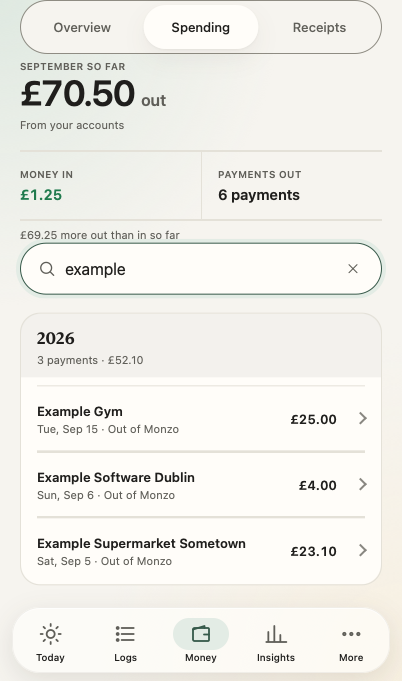 Overview
Spending
Receipts
SEPTEMBER SO FAR
£70.50 out
From your accounts
MONEY IN
£1.25
PAYMENTS OUT
6 payments
£69.25 more out than in so far
example
2026
3 payments · £52.10
Example Gym
Tue, Sep 15 · Out of Monzo
£25.00
Example Software Dublin
Sun, Sep 6 · Out of Monzo
£4.00
Example Supermarket Sometown
Sat, Sep 5 · Out of Monzo
£23.10
Today
Logs
Money
Insights
More